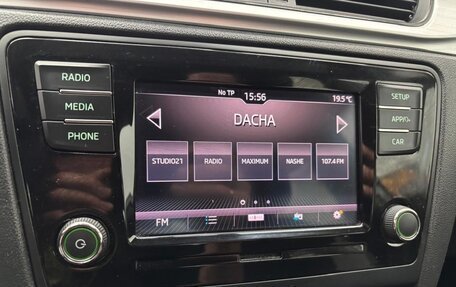 RADIO
MEDIA
PHONE
No TP
15:56
19.5°C
DACHA
STUDIO21
RADIO
MAXIMUM
NASHE
107.4 FM
FM
SETUP
CAR